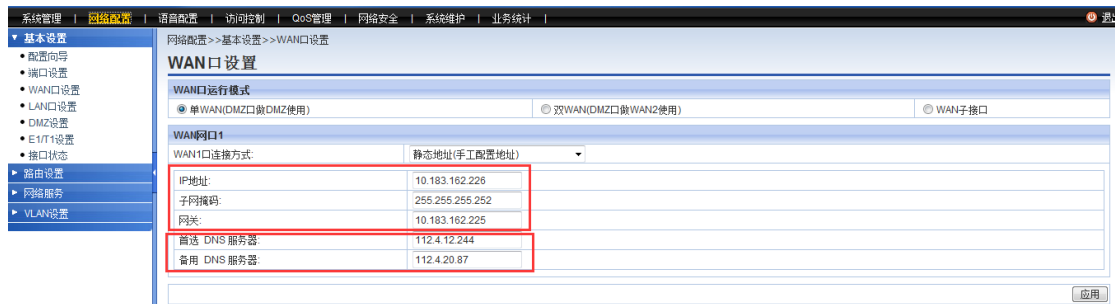 系统管理 | 网络配置 | 语音配置 | 访问控制 | QoS管理 | 网络安全 | 系统维护 | 业务统计 |
基本设置
配置向导
端口设置
WAN口设置
LAN口设置
DMZ设置
E1/T1设置
接口状态
路由设置
网络服务
VLAN设置
网络配置>>基本设置>>WAN口设置
WAN口设置
WAN口运行模式
单WAN(DMZ口做DMZ使用) 双WAN(DMZ口做WAN2使用) WAN子接口
WAN网口1
WAN1口连接方式: 静态地址(手工配置地址)
IP地址: 10.183.162.226
子网掩码: 255.255.255.252
网关: 10.183.162.225
首选 DNS 服务器: 112.4.12.244
备用 DNS 服务器: 112.4.20.87
应用